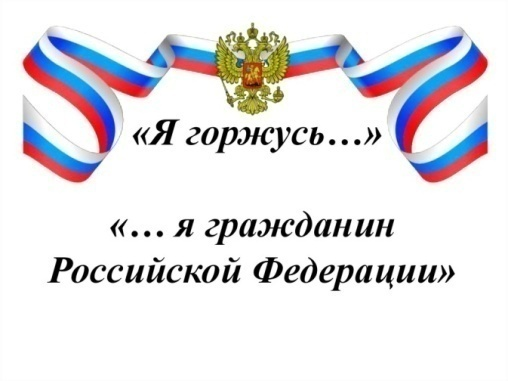 «Я горжусь...»
«... я гражданин
Российской Федерации»